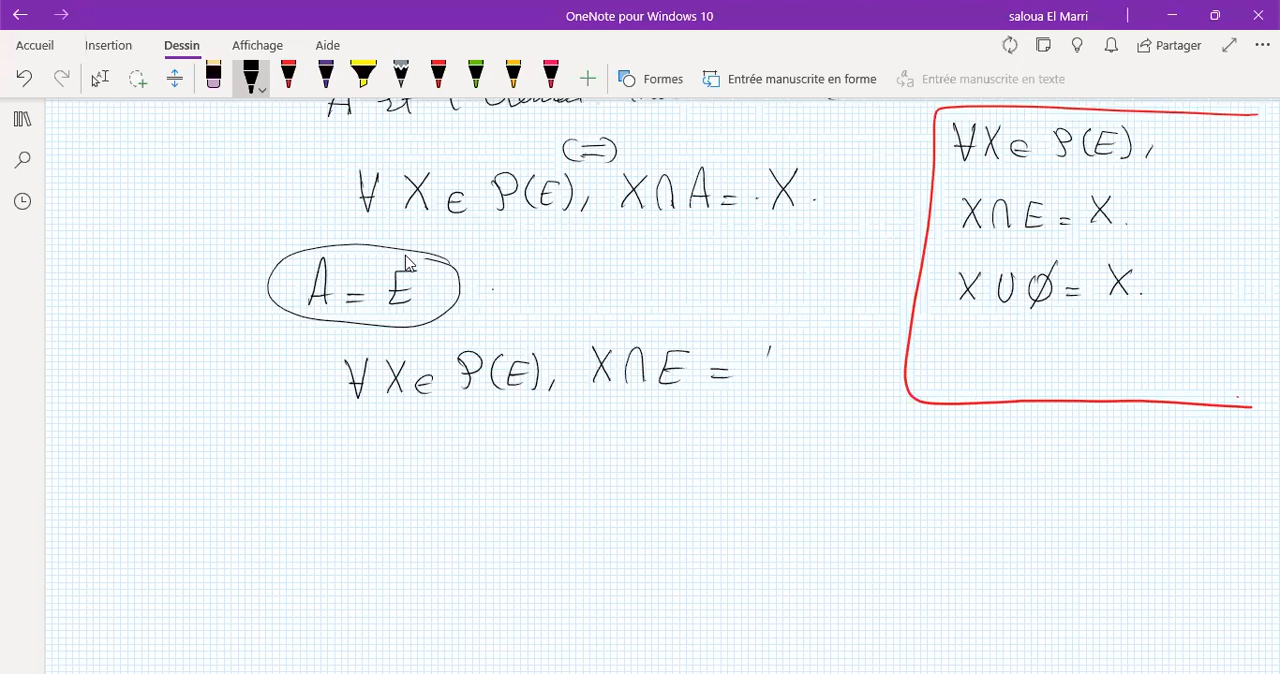 OneNote pour Windows 10
saloua El Marri
Accueil Insertion Dessin Affichage Aide
Partager
Formes Entrée manuscrite en forme Entrée manuscrite en texte
A est l'
(=)
∀ X ∈ P(E), X ∩ A = X.
A = E
∀ X ∈ P(E), X ∩ E =
∀X ∈ P(E),
X ∩ E = X.
X ∪ ∅ = X.